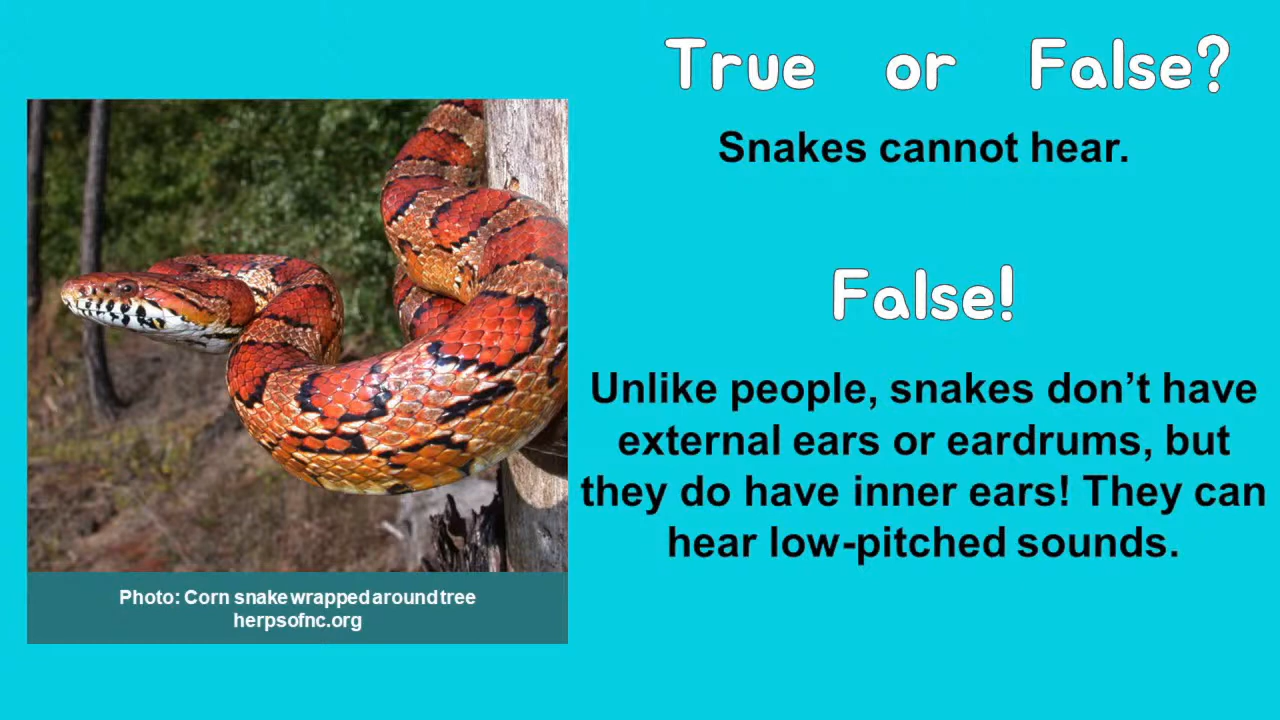 True or False?
Snakes cannot hear.
False!
Unlike people, snakes don’t have
external ears or eardrums, but
they do have inner ears! They can
hear low-pitched sounds.
Photo: Corn snake wrapped around tree
herpsofnc.org